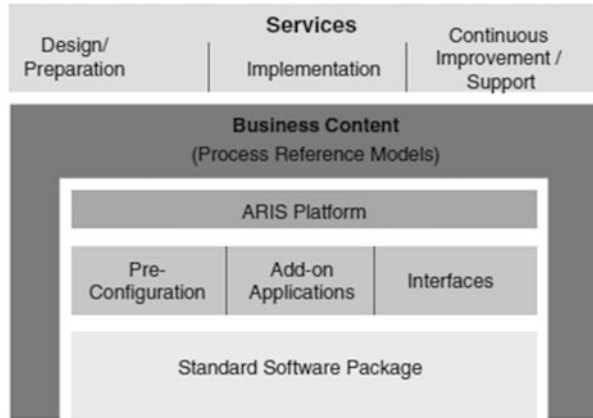 Services
Design/
Preparation
Implementation
Continuous
Improvement /
Support
Business Content
(Process Reference Models)
ARIS Platform
Pre-
Configuration
Add-on
Applications
Interfaces
Standard Software Package